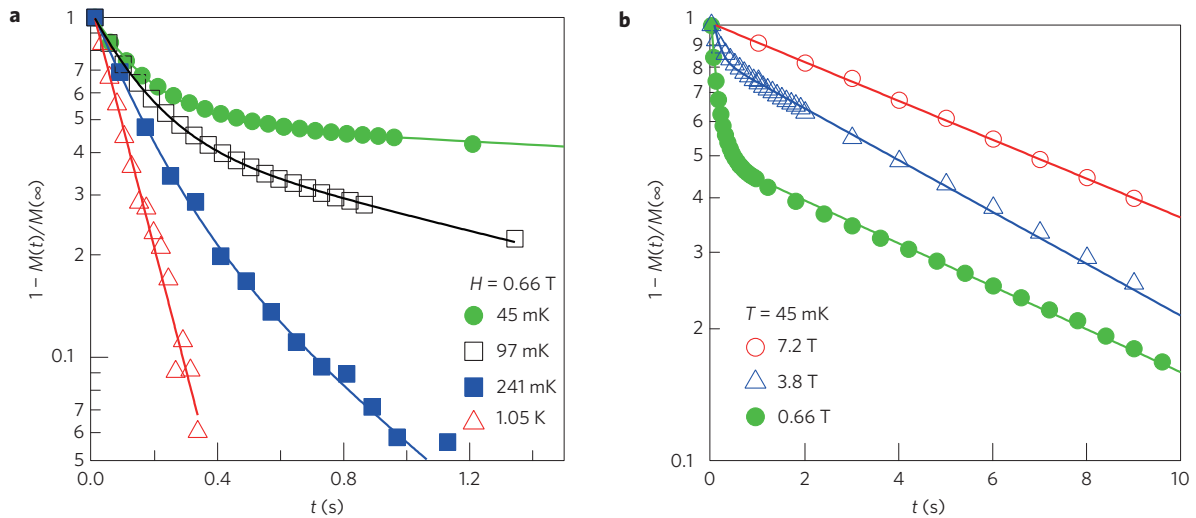 a
1
7
6
5
4
3
2
0.1
7
6
5
0.0
0.4
0.8
1.2
t (s)
1 – M(t)/M(∞)
H = 0.66 T
45 mK
97 mK
241 mK
1.05 K
b
1
9
8
7
6
5
4
3
2
0.1
0
2
4
6
8
10
t (s)
1 – M(t)/M(∞)
T = 45 mK
7.2 T
3.8 T
0.66 T